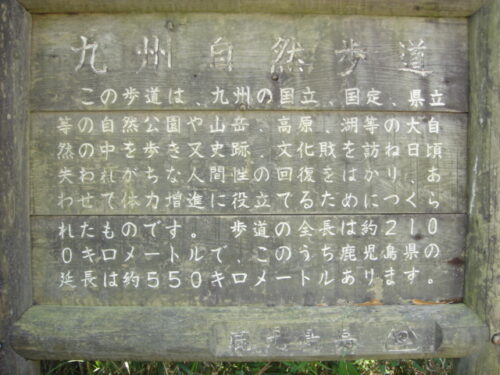 九州自然歩道
この歩道は、九州の国立、国定、県立
等の自然公園や山岳、高原、湖等の大自
然の中を歩き又史跡、文化財を訪ね日頃
失われがちな人間性の回復をはかり、あ
わせて体力増進に役立てるためにつくら
れたものです。 歩道の全長は約210
0キロメートルで、このうち鹿児島県の
延長は約550キロメートルあります。
鹿児島県